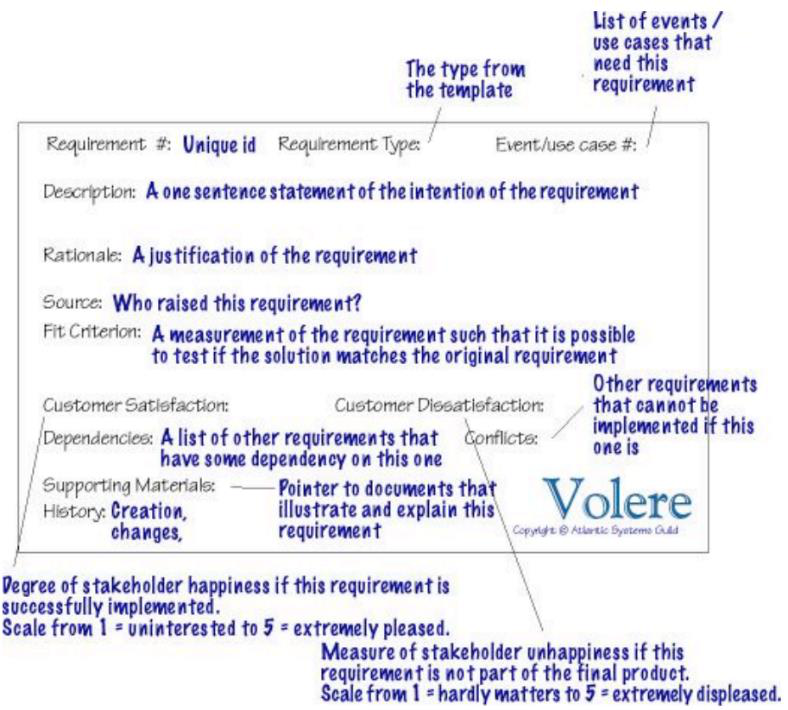 List of events /
use cases that
need this
requirement
The type from
the template
Requirement #: Unique id Requirement Type: Event/use case #:
Description: A one sentence statement of the intention of the requirement
Rationale: A justification of the requirement
Source: Who raised this requirement?
Fit Criterion: A measurement of the requirement such that it is possible
to test if the solution matches the original requirement
Other requirements
that cannot be
implemented if this
one is
Customer Satisfaction: Customer Dissatisfaction:
Dependencies: A list of other requirements that
have some dependency on this one
Conflicts:
Supporting Materials: Pointer to documents that
illustrate and explain this
requirement
History: Creation,
changes,
Volere
Copyright © Atlantic Systems Guild
Degree of stakeholder happiness if this requirement is
successfully implemented.
Scale from 1 = uninterested to 5 = extremely pleased.
Measure of stakeholder unhappiness if this
requirement is not part of the final product.
Scale from 1 = hardly matters to 5 = extremely displeased.